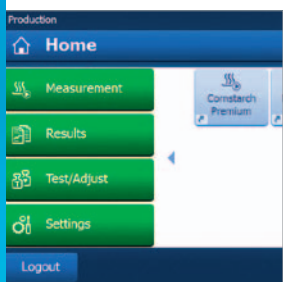 Production
Home
Measurement
Cornstarch
Premium
Results
Test/Adjust
Settings
Logout